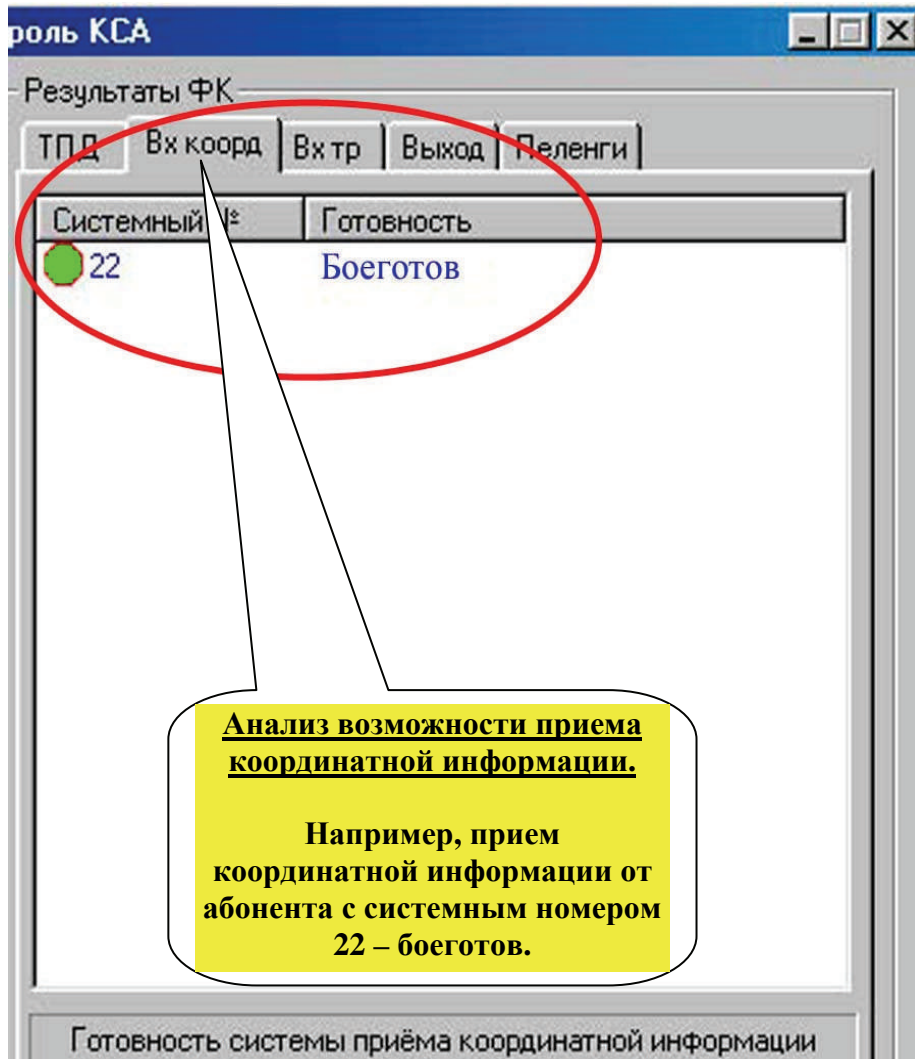 роль КСА
Результаты ФК
ТПД Вх коорд Вх тр Выход Пеленги
Системный № Готовность
22 Боеготов
Анализ возможности приема
координатной информации.
Например, прием
координатной информации от
абонента с системным номером
22 – боеготов.
Готовность системы приёма координатной информации